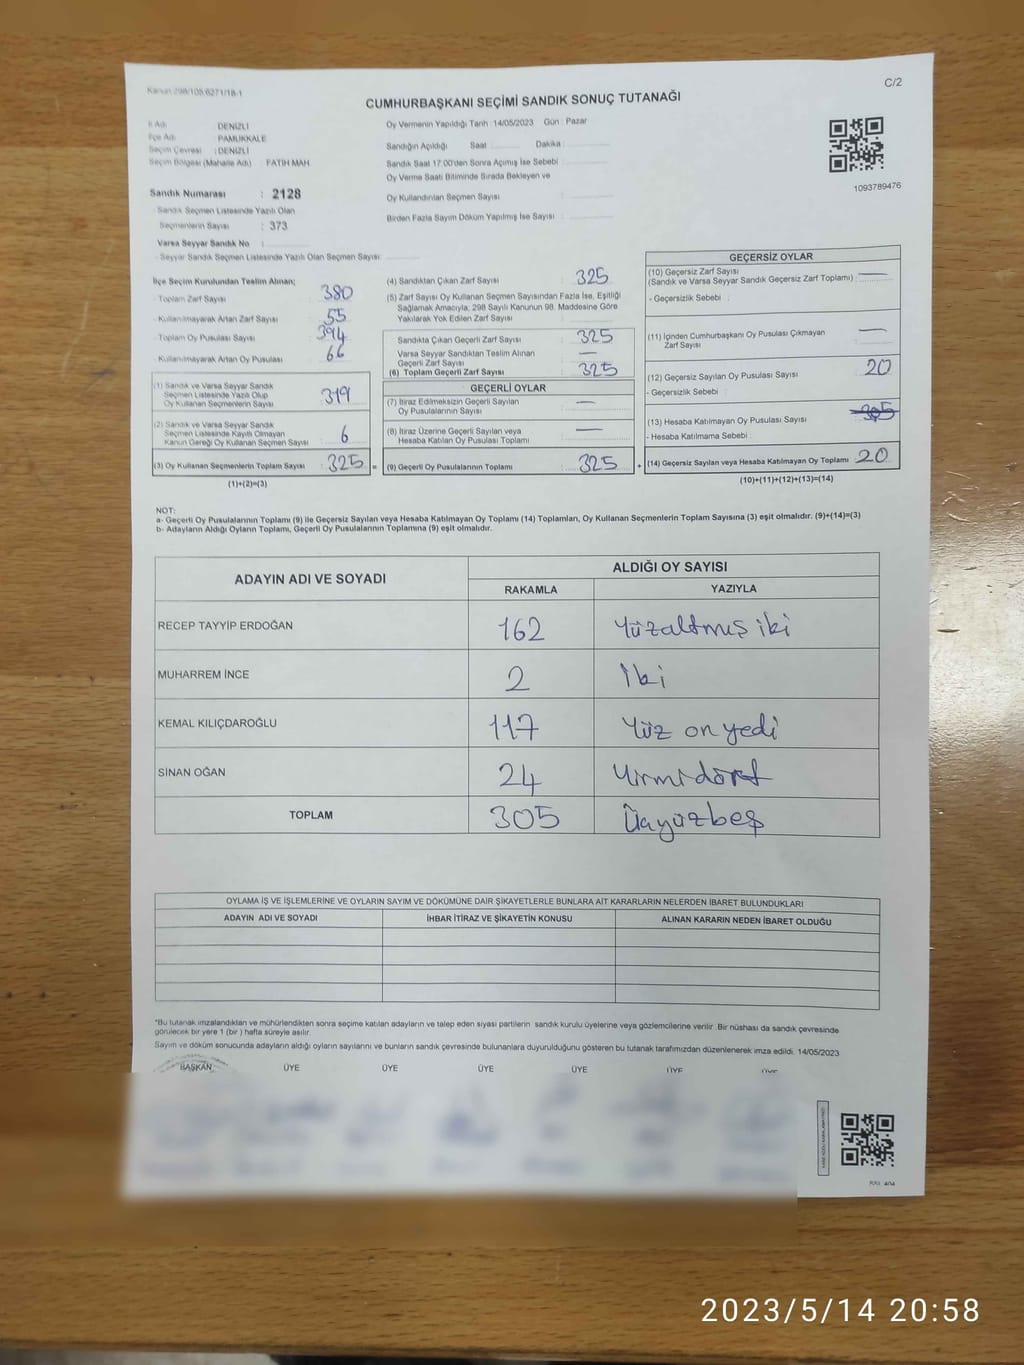 Kanun 298/105 6271/18-1
C/2
CUMHURBAŞKANI SEÇİMİ SANDIK SONUÇ TUTANAĞI
İl Adı DENİZLİ
İlçe Adı PAMUKKALE
Seçim Çevresi : DENİZLİ
Seçim Bölgesi (Mahalle Adı) : FATİH MAH
Sandık Numarası : 2128
Sandık Seçmen Listesinde Yazılı Olan
Seçmenlerin Sayısı : 373
Varsa Seyyar Sandık No :
- Seyyar Sandık Seçmen Listesinde Yazılı Olan Seçmen Sayısı
Oy Vermenin Yapıldığı Tarih : 14/05/2023 Gün : Pazar
Sandığın Açıldığı Saat Dakika :
Sandık Saat 17.00'den Sonra Açılmış İse Sebebi
Oy Verme Saati Bitiminde Sırada Bekleyen ve
Oy Kullandırılan Seçmen Sayısı
Birden Fazla Sayım Döküm Yapılmış İse Sayısı
1093789476
İlçe Seçim Kurulundan Teslim Alınan;
- Toplam Zarf Sayısı 380
- Kullanılmayarak Artan Zarf Sayısı 55
- Toplam Oy Pusulası Sayısı 394
- Kullanılmayarak Artan Oy Pusulası 66
(1) Sandık ve Varsa Seyyar Sandık
Seçmen Listesinde Yazılı Olup
Oy Kullanan Seçmenlerin Sayısı 319
(2) Sandık ve Varsa Seyyar Sandık
Seçmen Listesinde Kayıtlı Olmayan
Kanun Gereği Oy Kullanan Seçmen Sayısı 6
(3) Oy Kullanan Seçmenlerin Toplam Sayısı : 325 =
(1)+(2)=(3)
(4) Sandıktan Çıkan Zarf Sayısı : 325
(5) Zarf Sayısı Oy Kullanan Seçmen Sayısından Fazla İse, Eşitliği
Sağlamak Amacıyla, 298 Sayılı Kanunun 98. Maddesine Göre
Yakılarak Yok Edilen Zarf Sayısı :
Sandıkta Çıkan Geçerli Zarf Sayısı : 325
Varsa Seyyar Sandıktan Teslim Alınan
Geçerli Zarf Sayısı : —
(6) Toplam Geçerli Zarf Sayısı : 325
GEÇERLİ OYLAR
(7) İtiraz Edilmeksizin Geçerli Sayılan
Oy Pusulalarının Sayısı : —
(8) İtiraz Üzerine Geçerli Sayılan veya
Hesaba Katılan Oy Pusulası Toplamı : —
(9) Geçerli Oy Pusulalarının Toplamı : 325 +
GEÇERSİZ OYLAR
(10) Geçersiz Zarf Sayısı
(Sandık ve Varsa Seyyar Sandık Geçersiz Zarf Toplamı) : —
- Geçersizlik Sebebi :
(11) İçinden Cumhurbaşkanı Oy Pusulası Çıkmayan
Zarf Sayısı —
(12) Geçersiz Sayılan Oy Pusulası Sayısı 20
- Geçersizlik Sebebi :
(13) Hesaba Katılmayan Oy Pusulası Sayısı 305
- Hesaba Katılmama Sebebi :
(14) Geçersiz Sayılan veya Hesaba Katılmayan Oy Toplamı : 20
(10)+(11)+(12)+(13)=(14)
NOT:
a- Geçerli Oy Pusulalarının Toplamı (9) ile Geçersiz Sayılan veya Hesaba Katılmayan Oy Toplamı (14) Toplamları, Oy Kullanan Seçmenlerin Toplam Sayısına (3) eşit olmalıdır. (9)+(14)=(3)
b- Adayların Aldığı Oyların Toplamı, Geçerli Oy Pusulalarının Toplamına (9) eşit olmalıdır.
ADAYIN ADI VE SOYADI ALDIĞI OY SAYISI
RAKAMLA YAZIYLA
RECEP TAYYİP ERDOĞAN 162 Yüzaltmış iki
MUHARREM İNCE 2 İki
KEMAL KILIÇDAROĞLU 117 Yüz on yedi
SİNAN OĞAN 24 Yirmidört
TOPLAM 305 Üçyüzbeş
OYLAMA İŞ VE İŞLEMLERİNE VE OYLARIN SAYIM VE DÖKÜMÜNE DAİR ŞİKAYETLERLE BUNLARA AİT KARARLARIN NELERDEN İBARET BULUNDUKLARI
ADAYIN ADI VE SOYADI İHBAR İTİRAZ VE ŞİKAYETİN KONUSU ALINAN KARARIN NEDEN İBARET OLDUĞU
*Bu tutanak imzalandıktan ve mühürlendikten sonra seçime katılan adayların ve talep eden siyasi partilerin sandık kurulu üyelerine veya gözlemcilerine verilir. Bir nüshası da sandık çevresinde
görülecek bir yere 1 (bir) hafta süreyle asılır.
Sayım ve döküm sonucunda adayların aldığı oyların sayılarını ve bunların sandık çevresinde bulunanlara duyurulduğunu gösteren bu tutanak tarafımızdan düzenlenerek imza edildi. 14/05/2023
BAŞKAN ÜYE ÜYE ÜYE ÜYE ÜYE ÜYE
2023/5/14 20:58